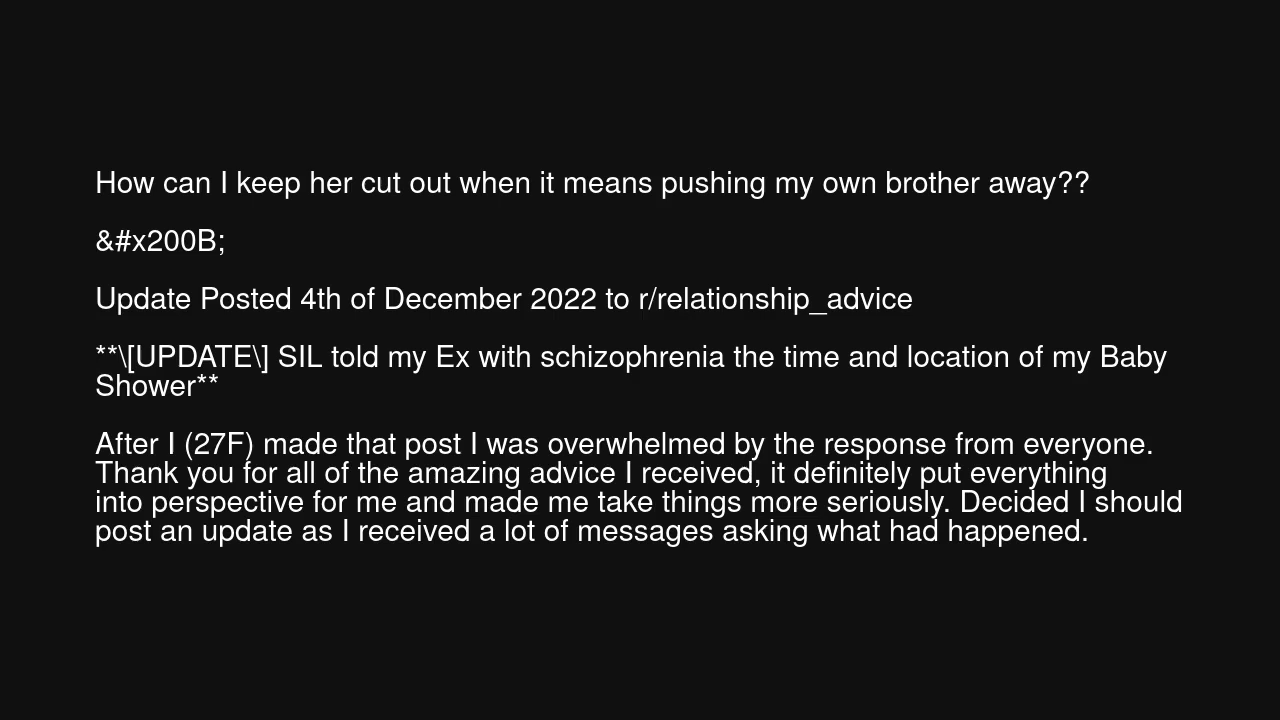 How can I keep her cut out when it means pushing my own brother away??
&#x200B;
Update Posted 4th of December 2022 to r/relationship_advice
**\[UPDATE\] SIL told my Ex with schizophrenia the time and location of my Baby
Shower**
After I (27F) made that post I was overwhelmed by the response from everyone.
Thank you for all of the amazing advice I received, it definitely put everything
into perspective for me and made me take things more seriously. Decided I should
post an update as I received a lot of messages asking what had happened.